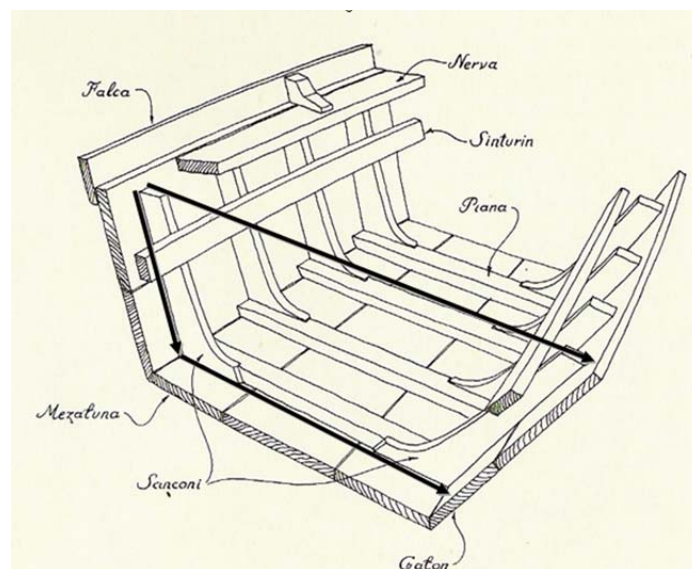 Falca
Nerva
Sinturin
Piana
Mezaluna
Sanconi
Gaton